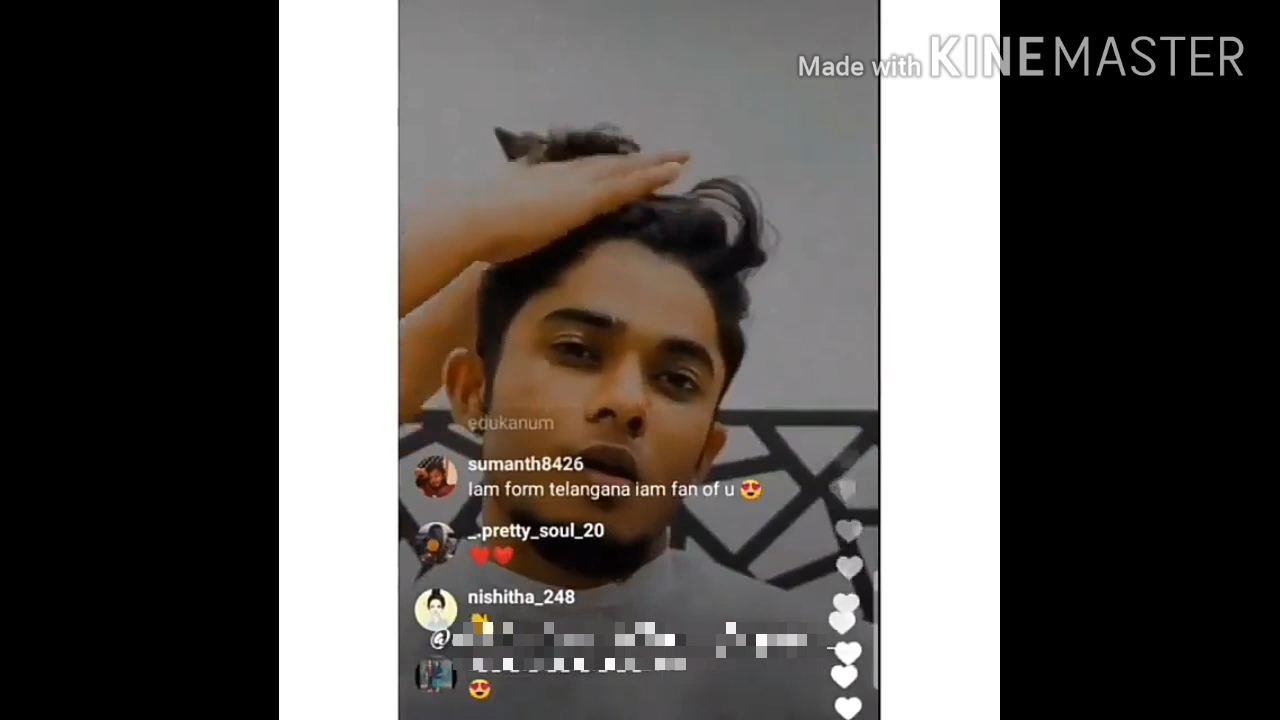 Made with KINEMASTER
edukanum
sumanth8426
Iam form telangana iam fan of u 😍
_.pretty_soul_20
❤️❤️
nishitha_248
@
😍